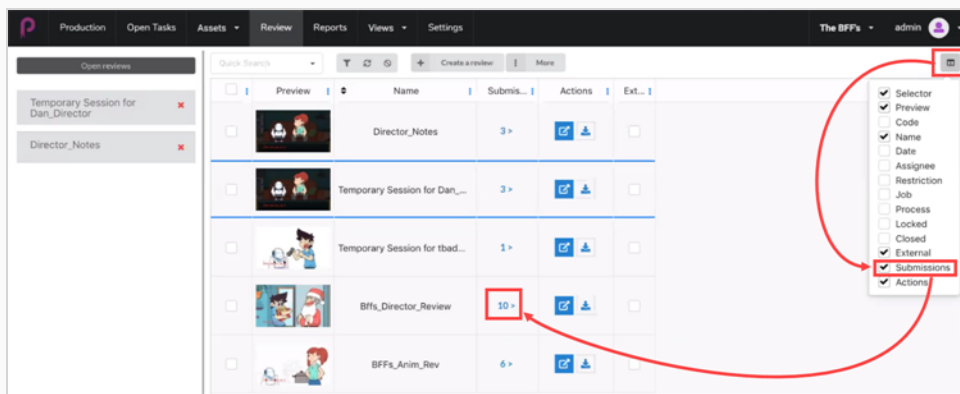 Production Open Tasks Assets Review Reports Views Settings The BFF's admin
Open reviews
Temporary Session for
Dan_Director
Director_Notes
Quick Search Create a review More
Preview Name Submis... Actions Ext...
Director_Notes 3 >
Temporary Session for Dan_... 3 >
Temporary Session for tbad... 1 >
Bffs_Director_Review 10 >
BFFs_Anim_Rev 6 >
Selector
Preview
Code
Name
Date
Assignee
Restriction
Job
Process
Locked
Closed
External
Submissions
Actions